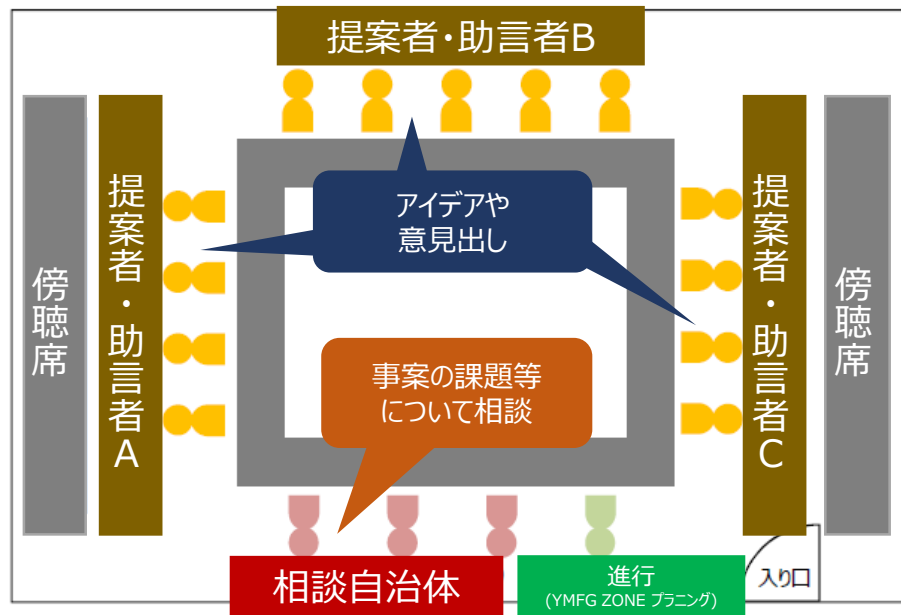 提案者・助言者B
傍聴席
提案者・助言者A
アイデアや
意見出し
提案者・助言者C
傍聴席
事案の課題等
について相談
相談自治体
進行
(YMFG ZONE プラニング)
入り口